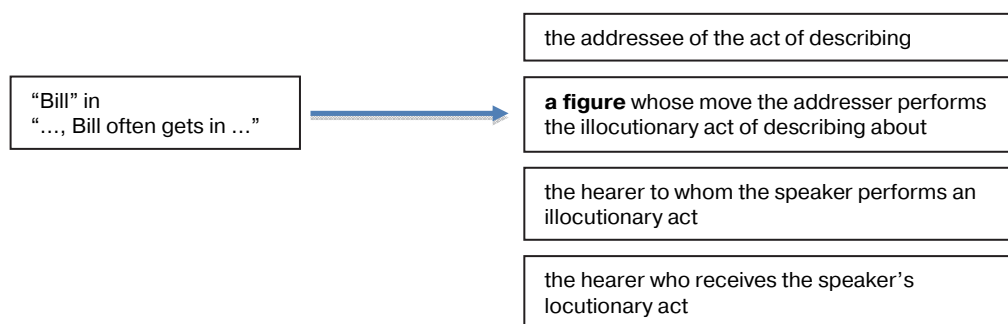 the addressee of the act of describing
“Bill” in
“..., Bill often gets in ...”
a figure whose move the addresser performs
the illocutionary act of describing about
the hearer to whom the speaker performs an
illocutionary act
the hearer who receives the speaker’s
locutionary act